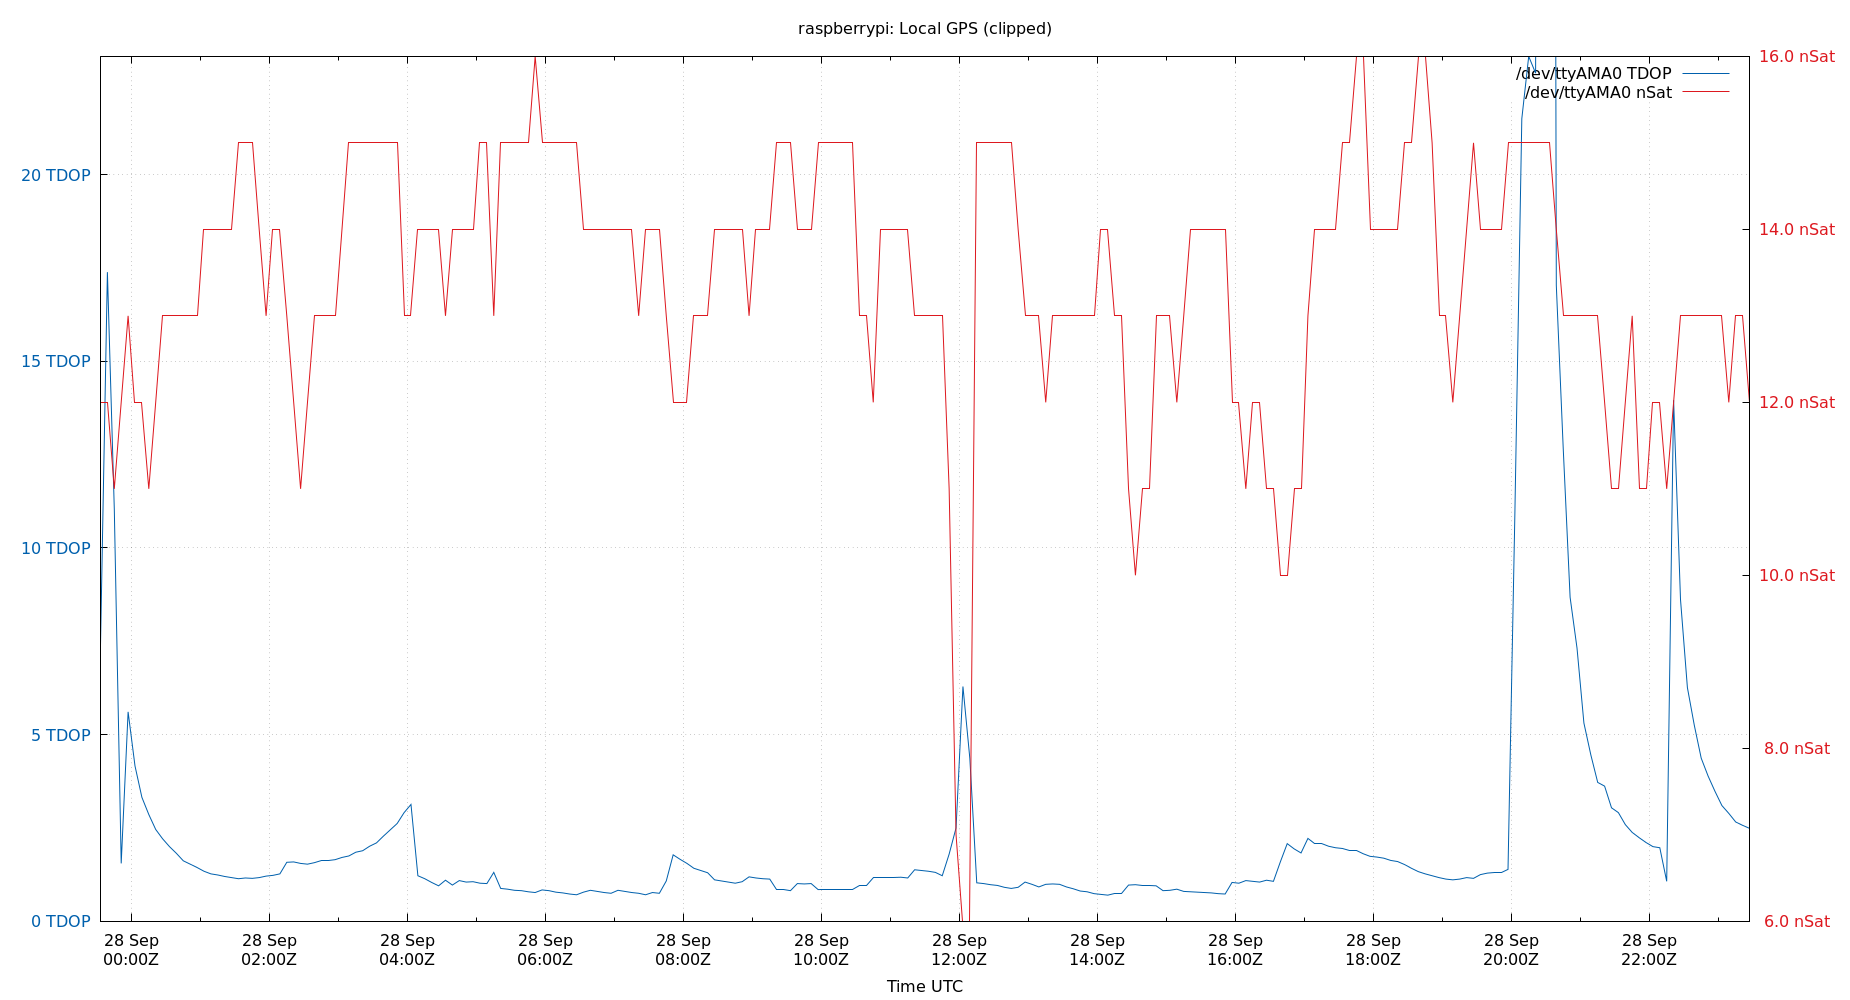 raspberrypi: Local GPS (clipped)
16.0 nSat
/dev/ttyAMA0 TDOP
/dev/ttyAMA0 nSat
20 TDOP
14.0 nSat
15 TDOP
12.0 nSat
10 TDOP
10.0 nSat
5 TDOP
8.0 nSat
0 TDOP
6.0 nSat
28 Sep 28 Sep 28 Sep 28 Sep 28 Sep 28 Sep 28 Sep 28 Sep 28 Sep 28 Sep 28 Sep 28 Sep
00:00Z 02:00Z 04:00Z 06:00Z 08:00Z 10:00Z 12:00Z 14:00Z 16:00Z 18:00Z 20:00Z 22:00Z
Time UTC